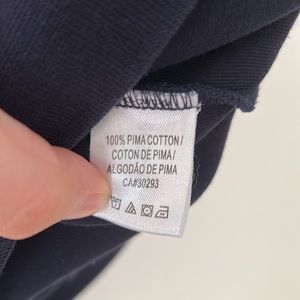 100% PIMA COTTON/
COTON DE PIMA/
ALGODÃO DE PIMA
CA#30293